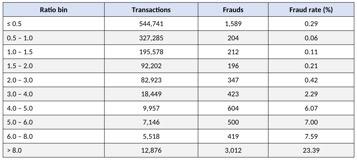 Ratio bin Transactions Frauds Fraud rate (%)
≤ 0.5 544,741 1,589 0.29
0.5 – 1.0 327,285 204 0.06
1.0 – 1.5 195,578 212 0.11
1.5 – 2.0 92,202 196 0.21
2.0 – 3.0 82,923 347 0.42
3.0 – 4.0 18,449 423 2.29
4.0 – 5.0 9,957 604 6.07
5.0 – 6.0 7,146 500 7.00
6.0 – 8.0 5,518 419 7.59
> 8.0 12,876 3,012 23.39